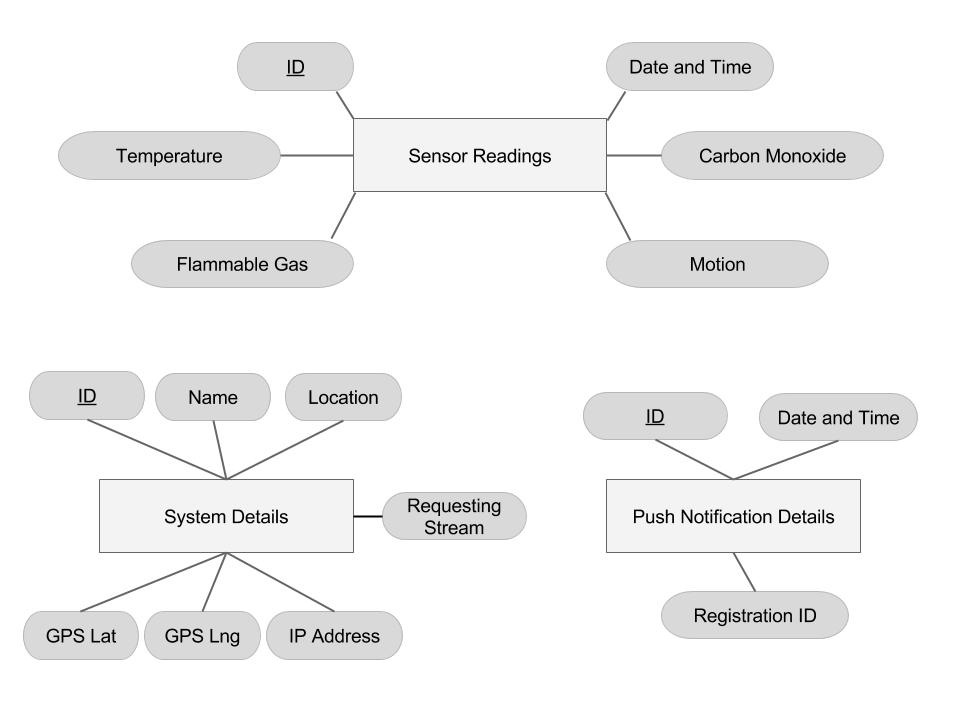 ID
Date and Time
Temperature
Sensor Readings
Carbon Monoxide
Flammable Gas
Motion
ID
Name
Location
System Details
Requesting
Stream
GPS Lat
GPS Lng
IP Address
ID
Date and Time
Push Notification Details
Registration ID